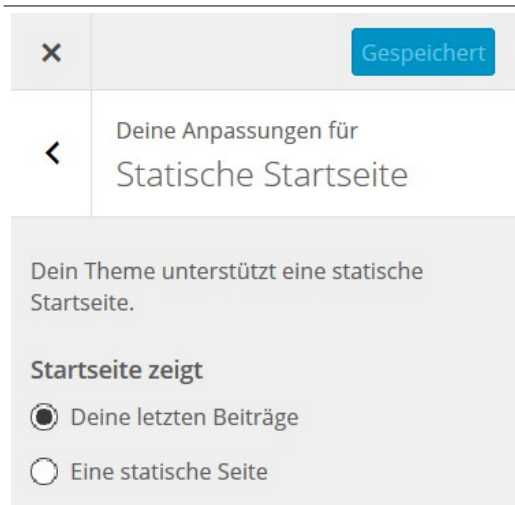 Gespeichert
Deine Anpassungen für
Statische Startseite
Dein Theme unterstützt eine statische
Startseite.
Startseite zeigt
Deine letzten Beiträge
Eine statische Seite